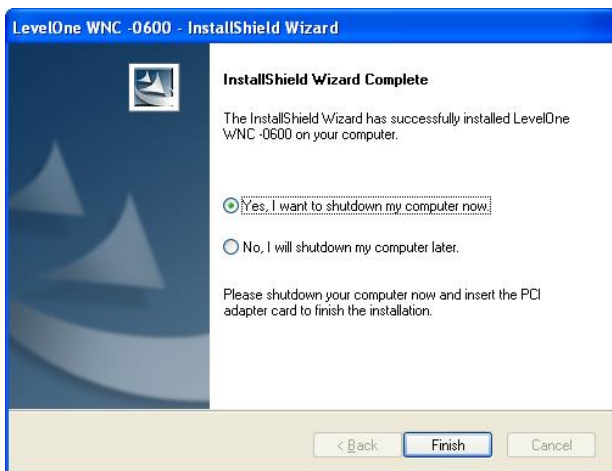 LevelOne WNC -0600 - InstallShield Wizard
InstallShield Wizard Complete
The InstallShield Wizard has successfully installed LevelOne
WNC -0600 on your computer.
Yes, I want to shutdown my computer now.
No, I will shutdown my computer later.
Please shutdown your computer now and insert the PCI
adapter card to finish the installation.
< Back
Finish
Cancel